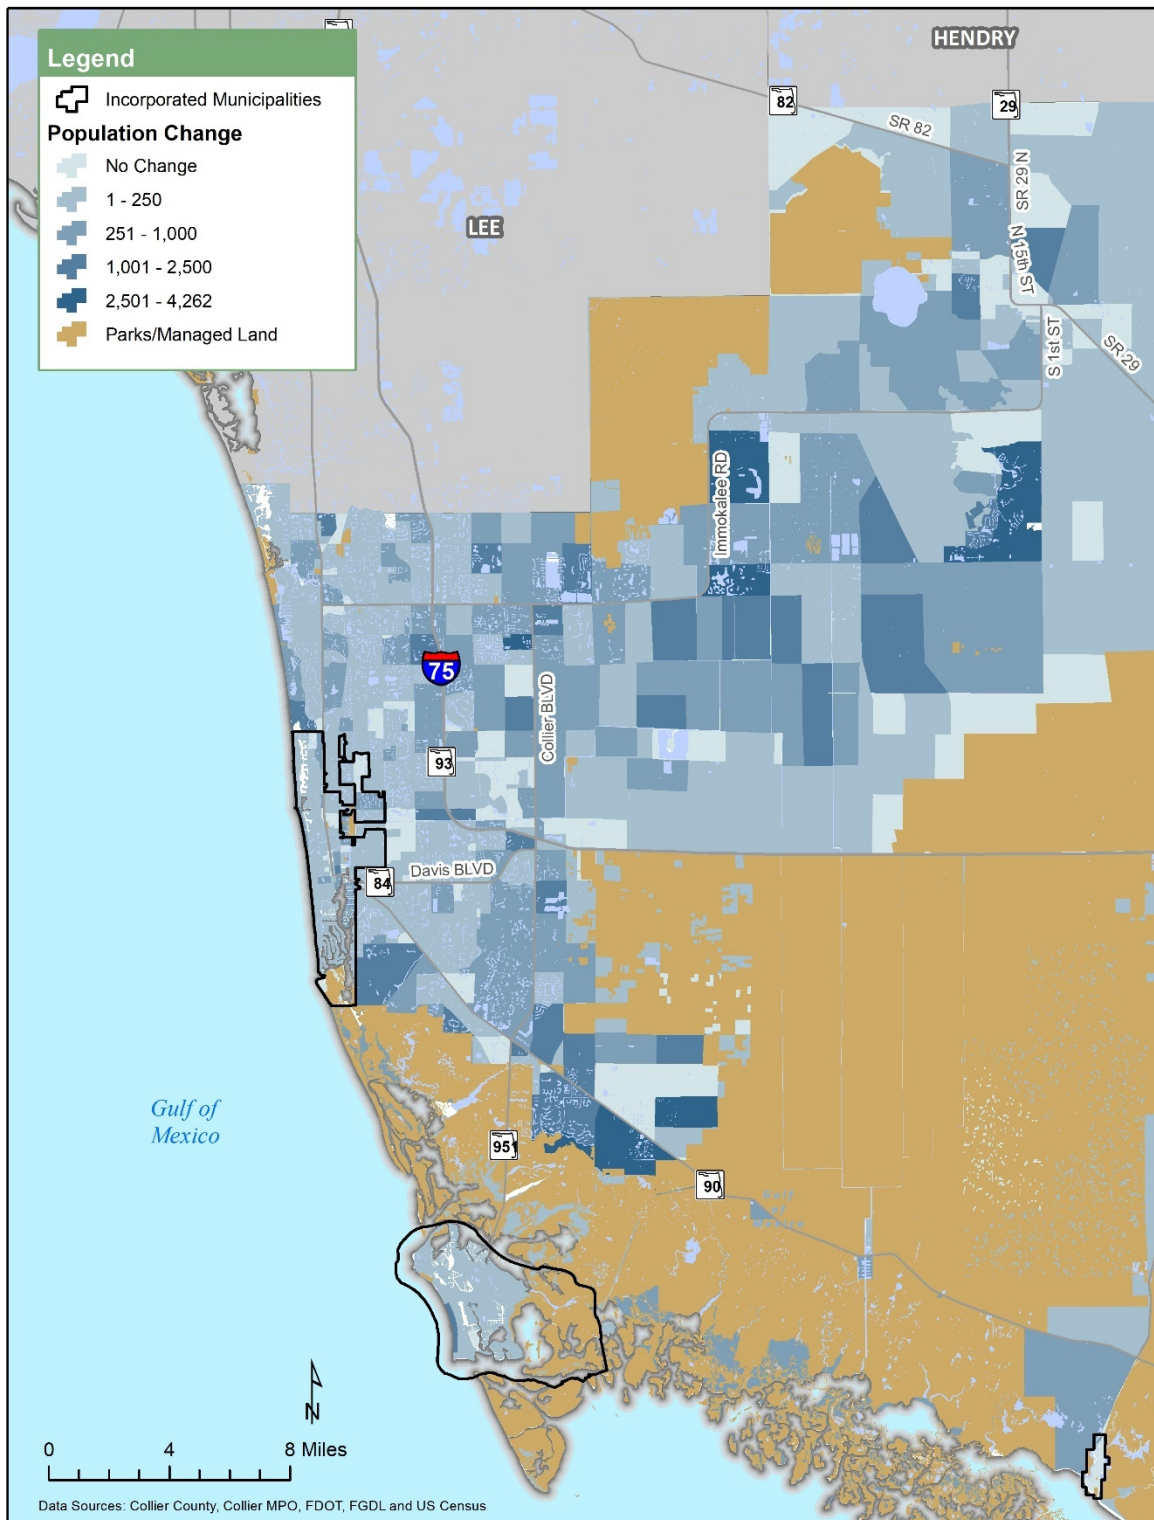 Legend
Incorporated Municipalities
Population Change
No Change
1 - 250
251 - 1,000
1,001 - 2,500
2,501 - 4,262
Parks/Managed Land
HENDRY
82
29
SR 82
SR 29 N
LEE
N 15th ST
S 1st ST
SR 29
Immokalee RD
75
Collier BLVD
93
Davis BLVD
84
Gulf of
Mexico
951
90
Gulf
of
Mexico
N
0 4 8 Miles
Data Sources: Collier County, Collier MPO, FDOT, FGDL and US Census